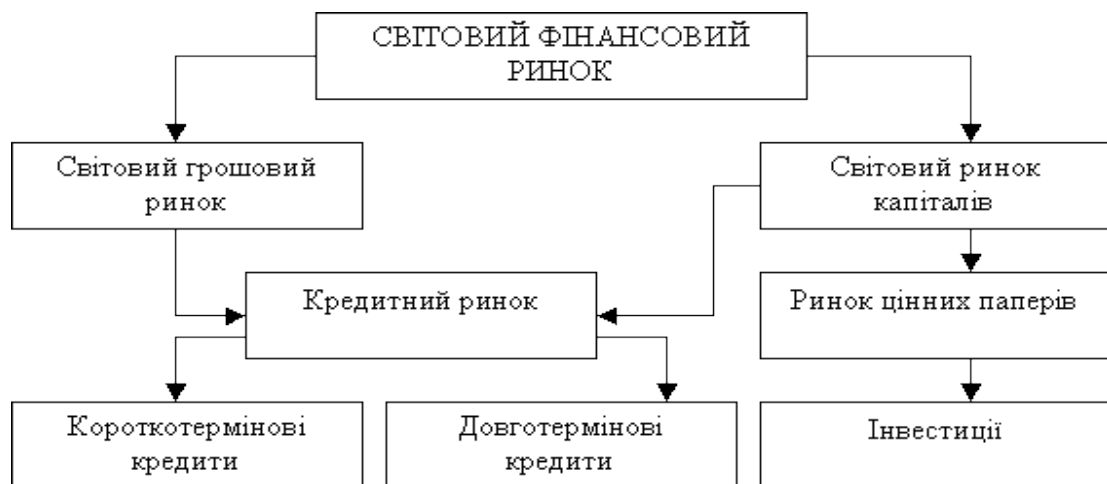 СВІТОВИЙ ФІНАНСОВИЙ
РИНОК
Світовий грошовий
ринок
Світовий ринок
капіталів
Кредитний ринок
Ринок цінних паперів
Короткотермінові
кредити
Довготермінові
кредити
Інвестиції